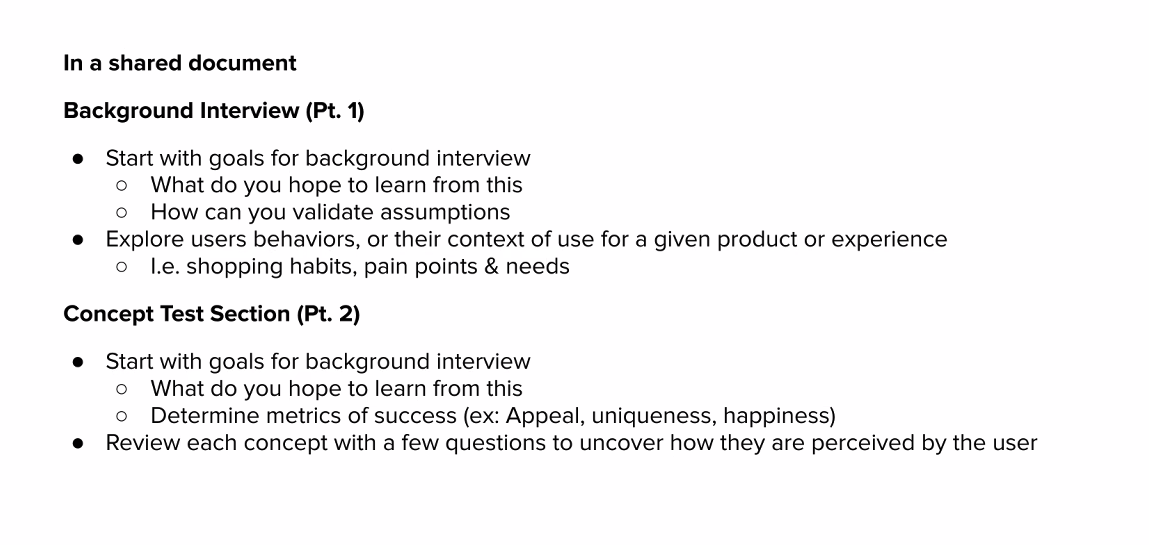 In a shared document
Background Interview (Pt. 1)
● Start with goals for background interview
○ What do you hope to learn from this
○ How can you validate assumptions
● Explore users behaviors, or their context of use for a given product or experience
○ I.e. shopping habits, pain points & needs
Concept Test Section (Pt. 2)
● Start with goals for background interview
○ What do you hope to learn from this
○ Determine metrics of success (ex: Appeal, uniqueness, happiness)
● Review each concept with a few questions to uncover how they are perceived by the user